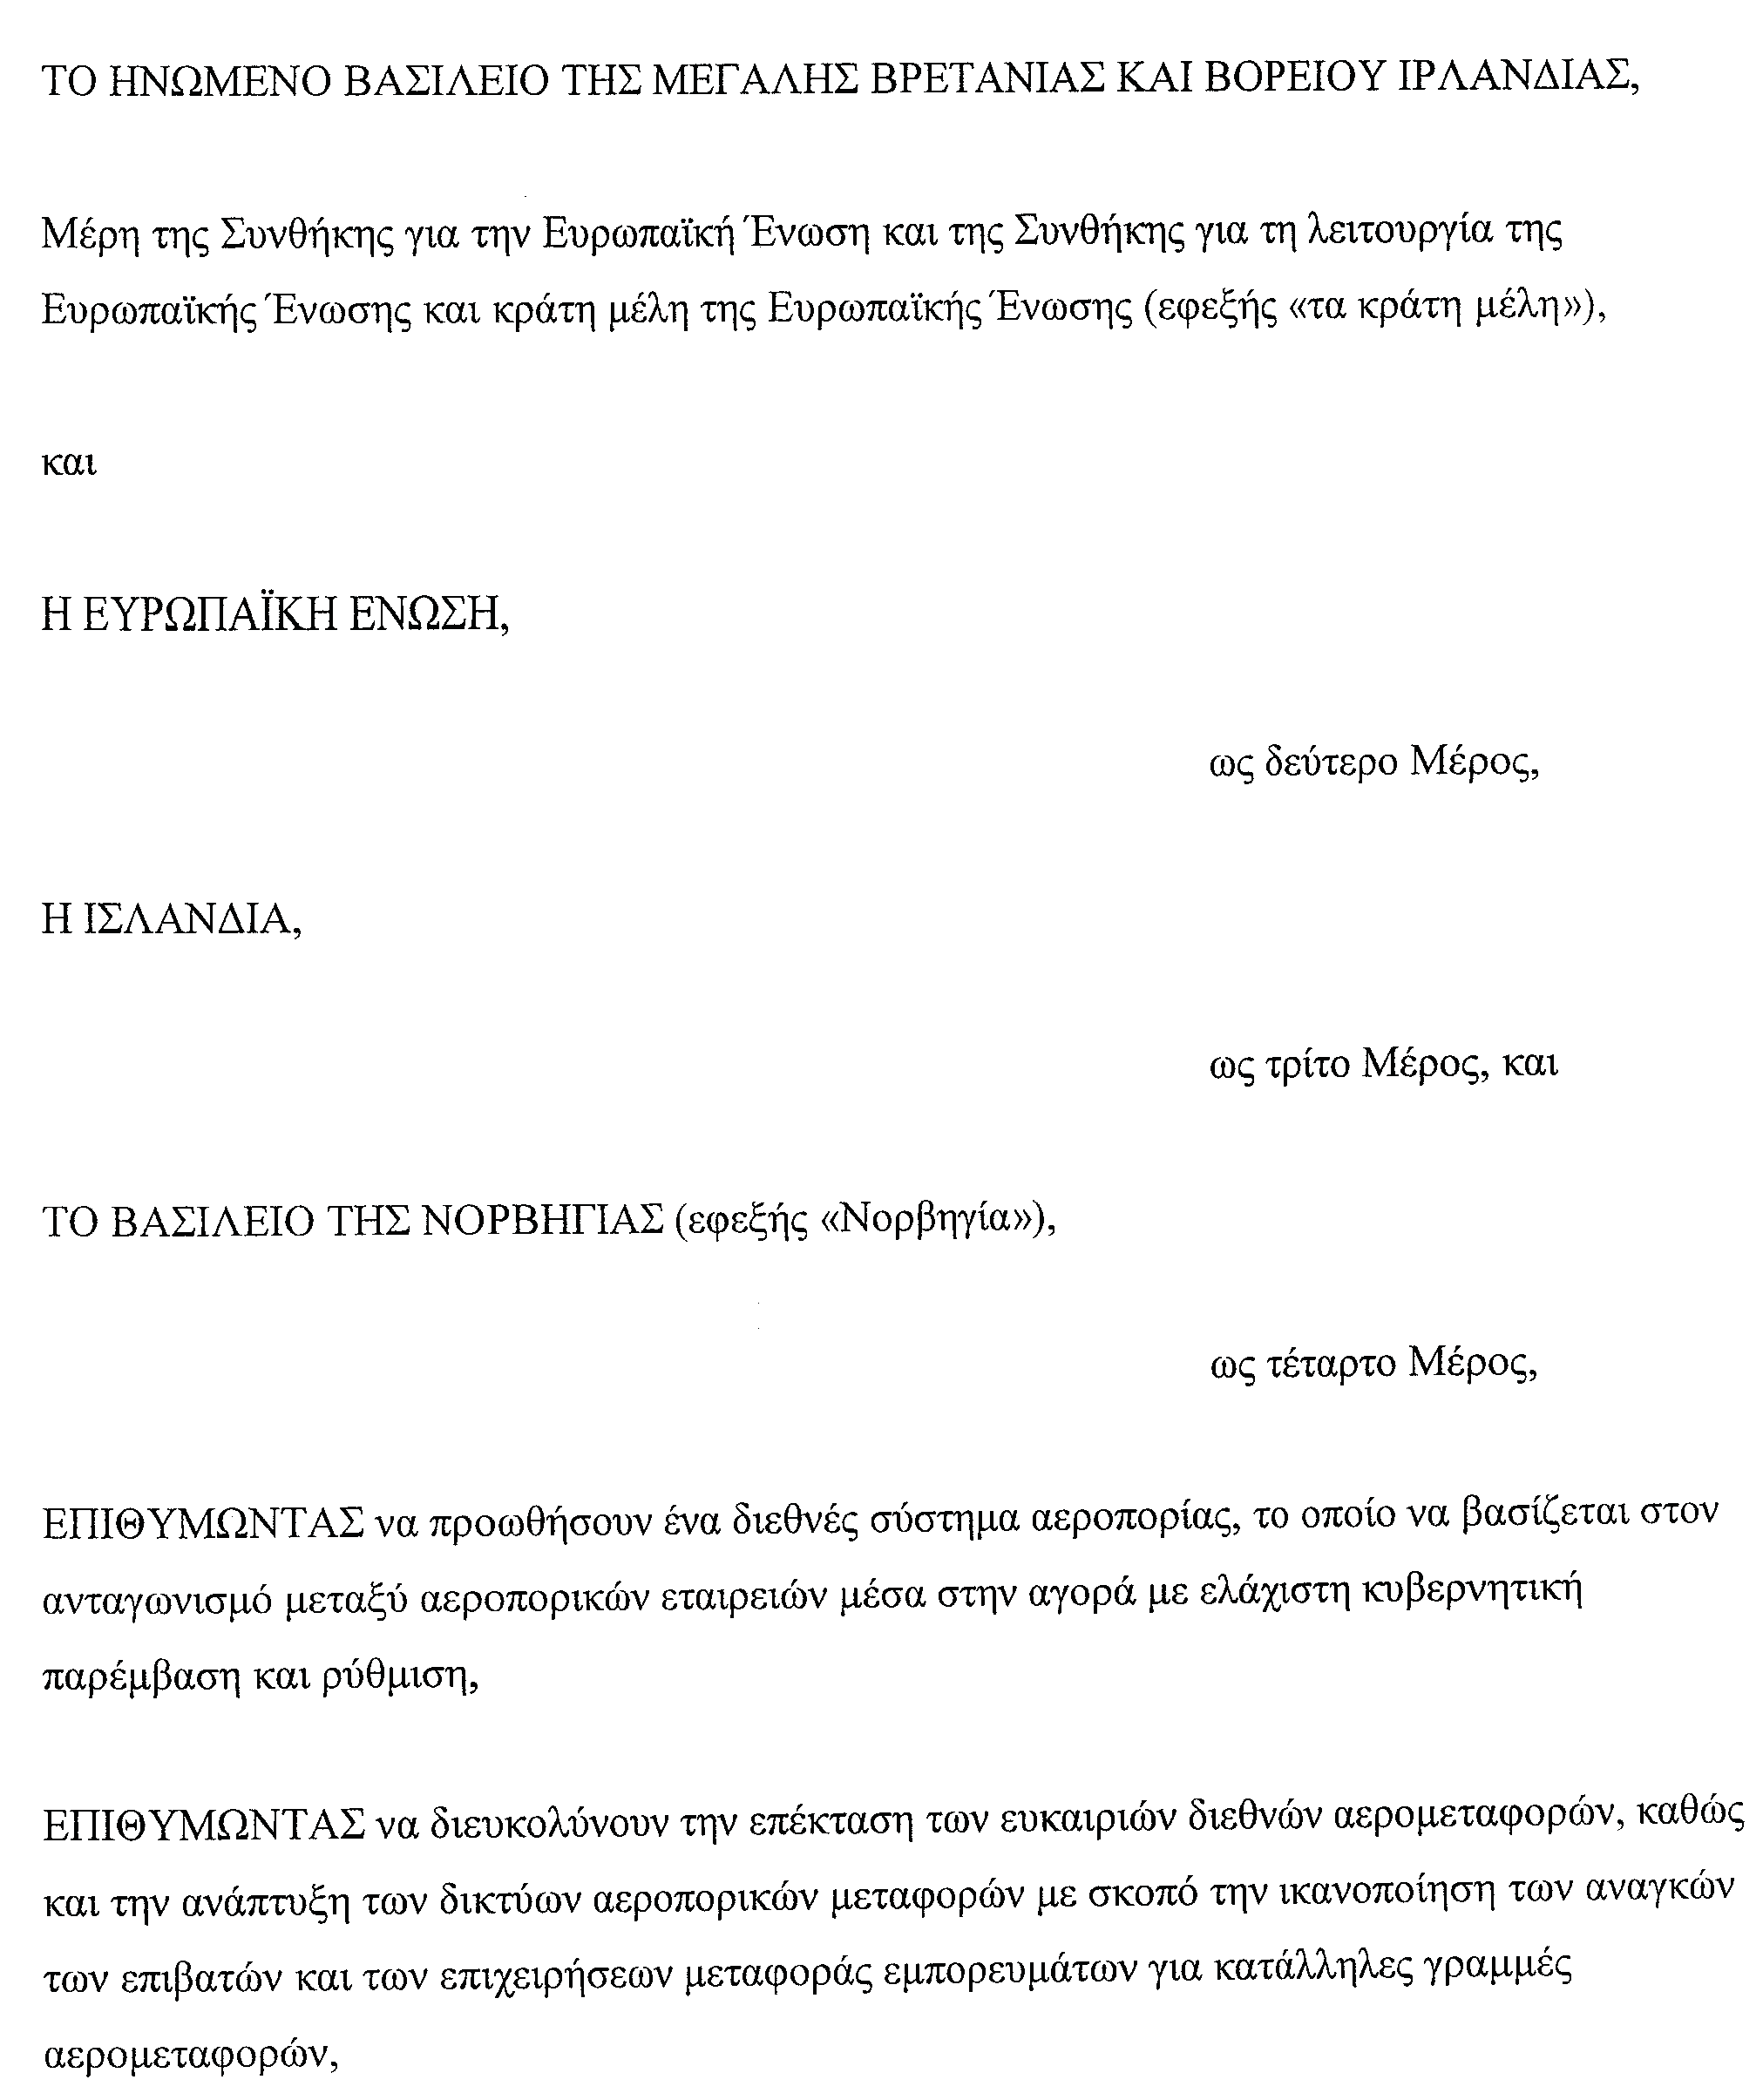 ΤΟ ΗΝΩΜΕΝΟ ΒΑΣΙΛΕΙΟ ΤΗΣ ΜΕΓΑΛΗΣ ΒΡΕΤΑΝΙΑΣ ΚΑΙ ΒΟΡΕΙΟΥ ΙΡΛΑΝΔΙΑΣ,
Μέρη της Συνθήκης για την Ευρωπαϊκή Ένωση και της Συνθήκης για τη λειτουργία της
Ευρωπαϊκής Ένωσης και κράτη μέλη της Ευρωπαϊκής Ένωσης (εφεξής «τα κράτη μέλη»),
και
Η ΕΥΡΩΠΑΪΚΗ ΕΝΩΣΗ,
ως δεύτερο Μέρος,
Η ΙΣΛΑΝΔΙΑ,
ως τρίτο Μέρος, και
ΤΟ ΒΑΣΙΛΕΙΟ ΤΗΣ ΝΟΡΒΗΓΙΑΣ (εφεξής «Νορβηγία»),
ως τέταρτο Μέρος,
ΕΠΙΘΥΜΩΝΤΑΣ να προωθήσουν ένα διεθνές σύστημα αεροπορίας, το οποίο να βασίζεται στον
ανταγωνισμό μεταξύ αεροπορικών εταιρειών μέσα στην αγορά με ελάχιστη κυβερνητική
παρέμβαση και ρύθμιση,
ΕΠΙΘΥΜΩΝΤΑΣ να διευκολύνουν την επέκταση των ευκαιριών διεθνών αερομεταφορών, καθώς
και την ανάπτυξη των δικτύων αεροπορικών μεταφορών με σκοπό την ικανοποίηση των αναγκών
των επιβατών και των επιχειρήσεων μεταφοράς εμπορευμάτων για κατάλληλες γραμμές
αερομεταφορών,